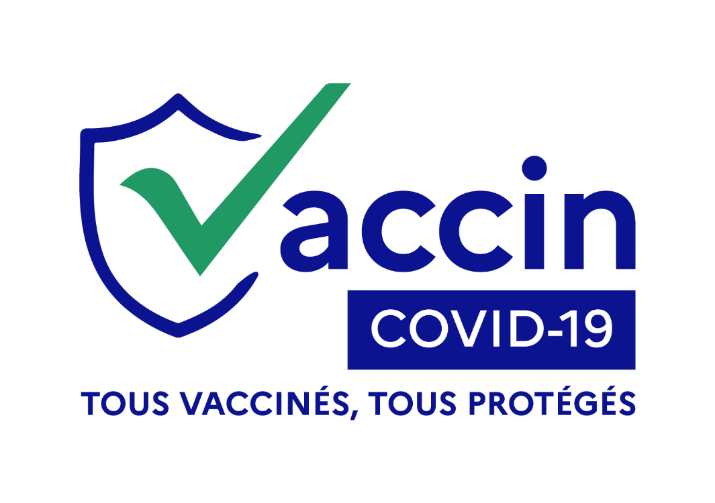 Vaccin
COVID-19
TOUS VACCINÉS, TOUS PROTÉGÉS